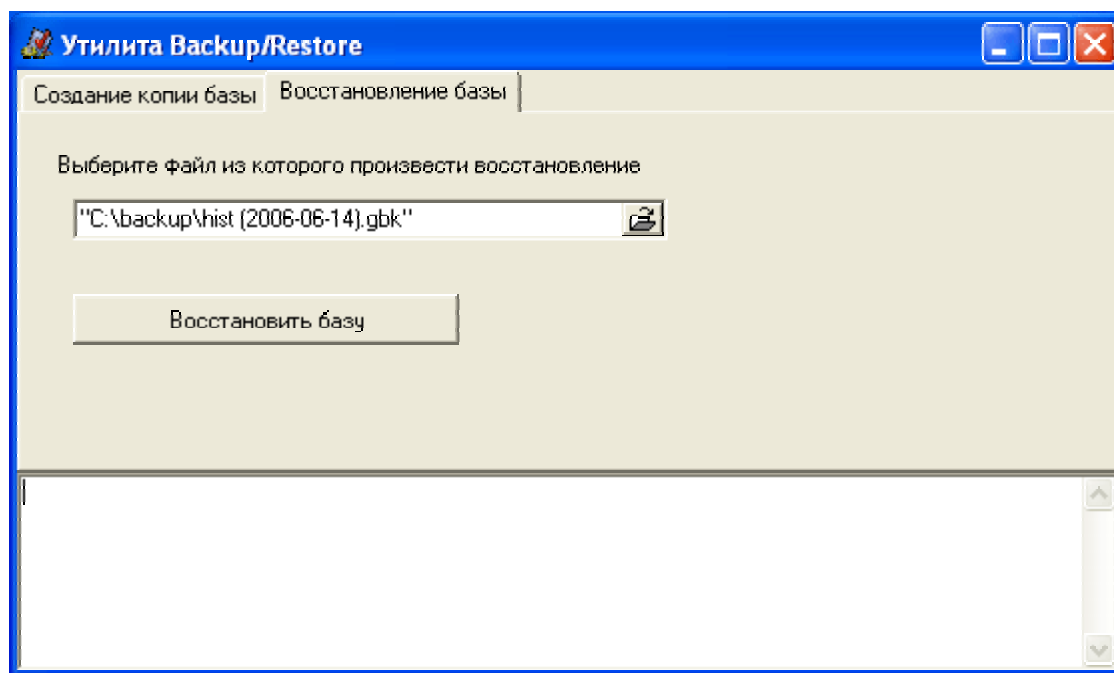 Утилита Backup/Restore
Создание копии базы Восстановление базы
Выберите файл из которого произвести восстановление
"C:\backup\hist (2006-06-14).gbk"
Восстановить базу